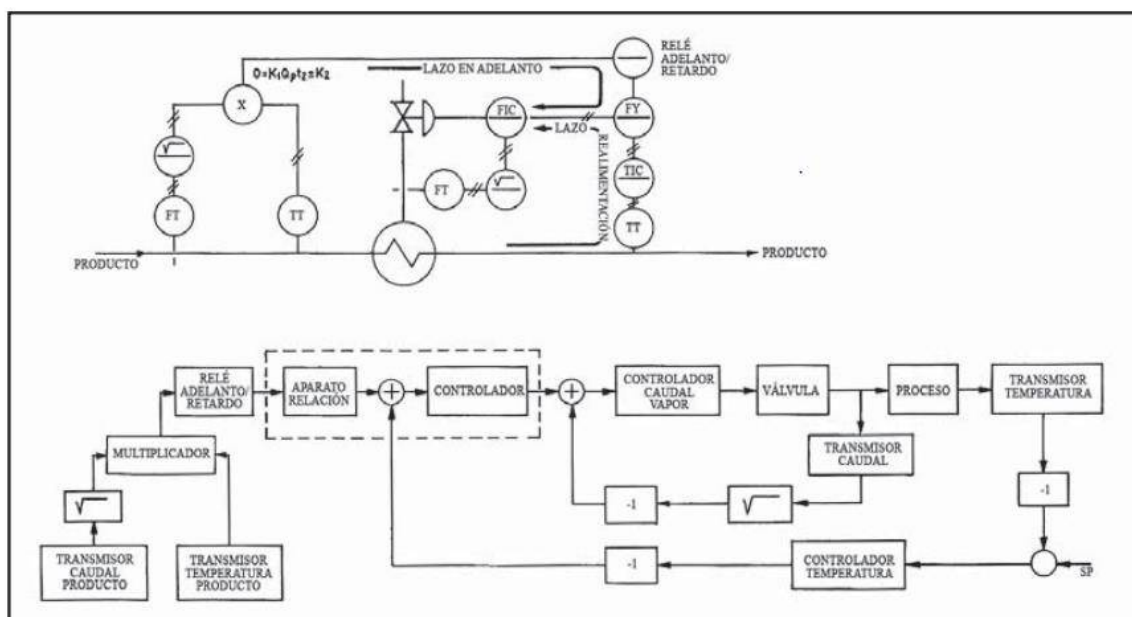 RELÉ
ADELANTO/
RETARDO
0=K₁Qₚt₂=K₂
LAZO EN ADELANTO
X
FIC
FY
LAZO
REALIMENTACIÓN
√
TIC
FT
√
FT
TT
TT
PRODUCTO
PRODUCTO
RELÉ
ADELANTO/
RETARDO
APARATO
RELACIÓN
+
CONTROLADOR
+
CONTROLADOR
CAUDAL
VAPOR
VÁLVULA
PROCESO
TRANSMISOR
TEMPERATURA
MULTIPLICADOR
TRANSMISOR
CAUDAL
√
-1
√
-1
TRANSMISOR
CAUDAL
PRODUCTO
TRANSMISOR
TEMPERATURA
PRODUCTO
-1
CONTROLADOR
TEMPERATURA
SP